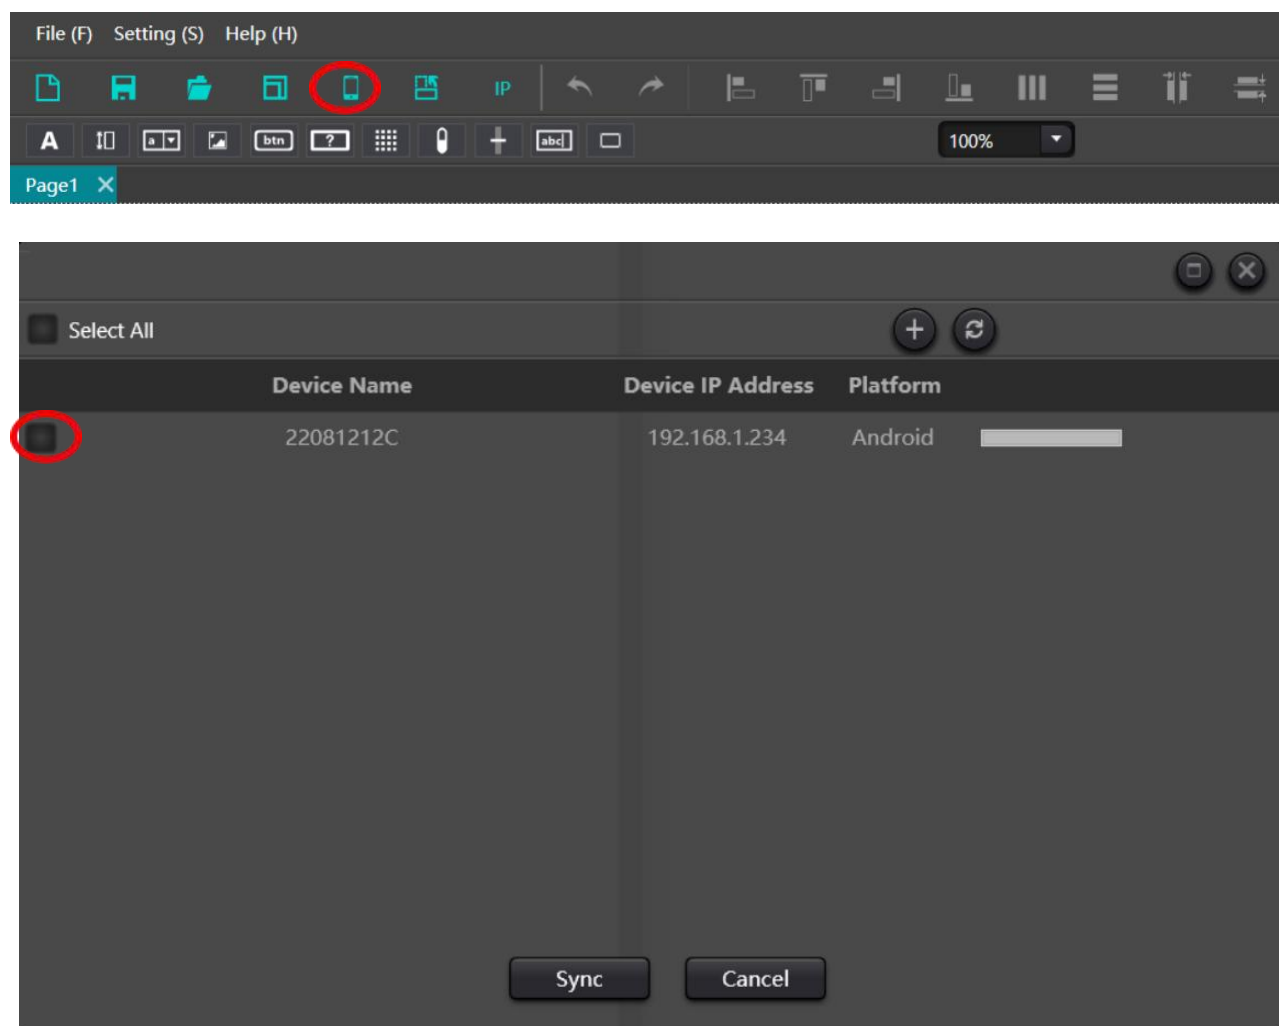 File (F) Setting (S) Help (H)
IP
A a btn ? abc 100%
Page1
Select All
Device Name Device IP Address Platform
22081212C 192.168.1.234 Android
Sync Cancel